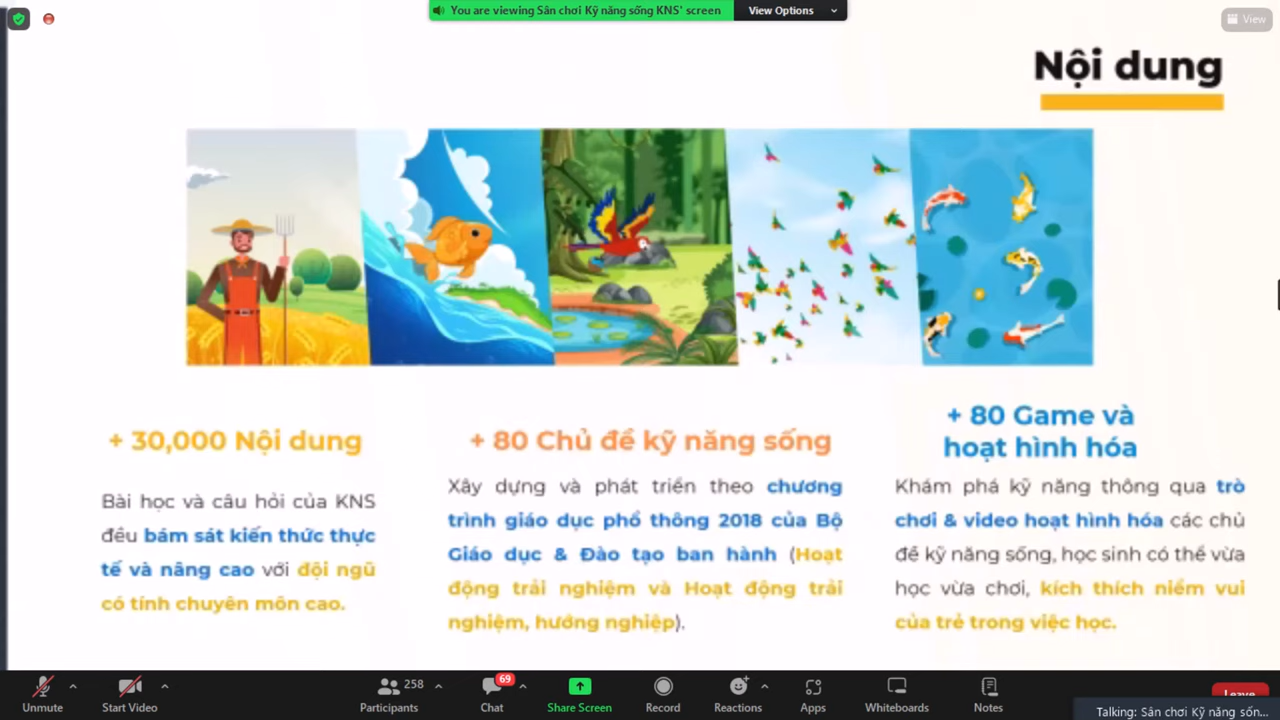 You are viewing Sân chơi Kỹ năng sống KNS' screen
View Options
View
Nội dung
+ 30,000 Nội dung
Bài học và câu hỏi của KNS
đều bám sát kiến thức thực
tế và nâng cao với đội ngũ
có tính chuyên môn cao.
+ 80 Chủ đề kỹ năng sống
Xây dựng và phát triển theo chương
trình giáo dục phổ thông 2018 của Bộ
Giáo dục & Đào tạo ban hành (Hoạt
động trải nghiệm và Hoạt động trải
nghiệm, hướng nghiệp).
+ 80 Game và
hoạt hình hóa
Khám phá kỹ năng thông qua trò
chơi & video hoạt hình hóa các chủ
đề kỹ năng sống, học sinh có thể vừa
học vừa chơi, kích thích niềm vui
của trẻ trong việc học.
Unmute
Start Video
258
Participants
69
Chat
Share Screen
Record
Reactions
Apps
Whiteboards
Notes
Leave
Talking: Sân chơi Kỹ năng sốn...